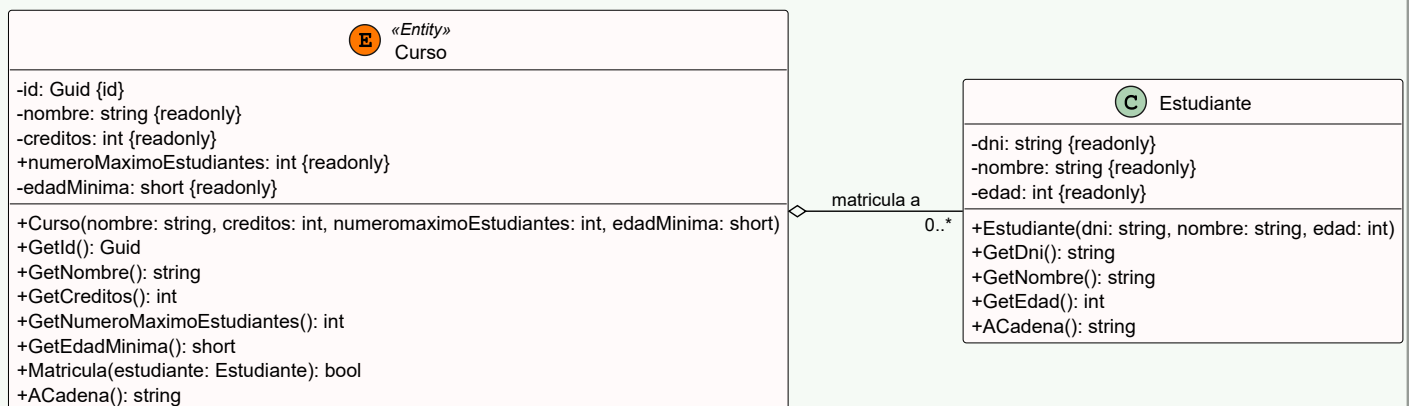 E
«Entity»
Curso
-id: Guid {id}
-nombre: string {readonly}
-creditos: int {readonly}
+numeroMaximoEstudiantes: int {readonly}
-edadMinima: short {readonly}
+Curso(nombre: string, creditos: int, numeromaximoEstudiantes: int, edadMinima: short)
+GetId(): Guid
+GetNombre(): string
+GetCreditos(): int
+GetNumeroMaximoEstudiantes(): int
+GetEdadMinima(): short
+Matricula(estudiante: Estudiante): bool
+ACadena(): string
matricula a
0..*
C Estudiante
-dni: string {readonly}
-nombre: string {readonly}
-edad: int {readonly}
+Estudiante(dni: string, nombre: string, edad: int)
+GetDni(): string
+GetNombre(): string
+GetEdad(): int
+ACadena(): string